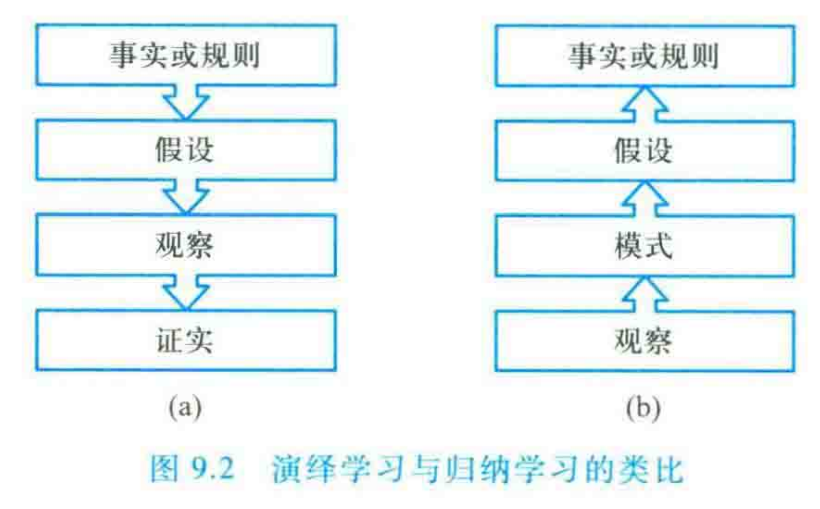 事实或规则
假设
观察
证实
(a)
事实或规则
假设
模式
观察
(b)
图 9.2 演绎学习与归纳学习的类比